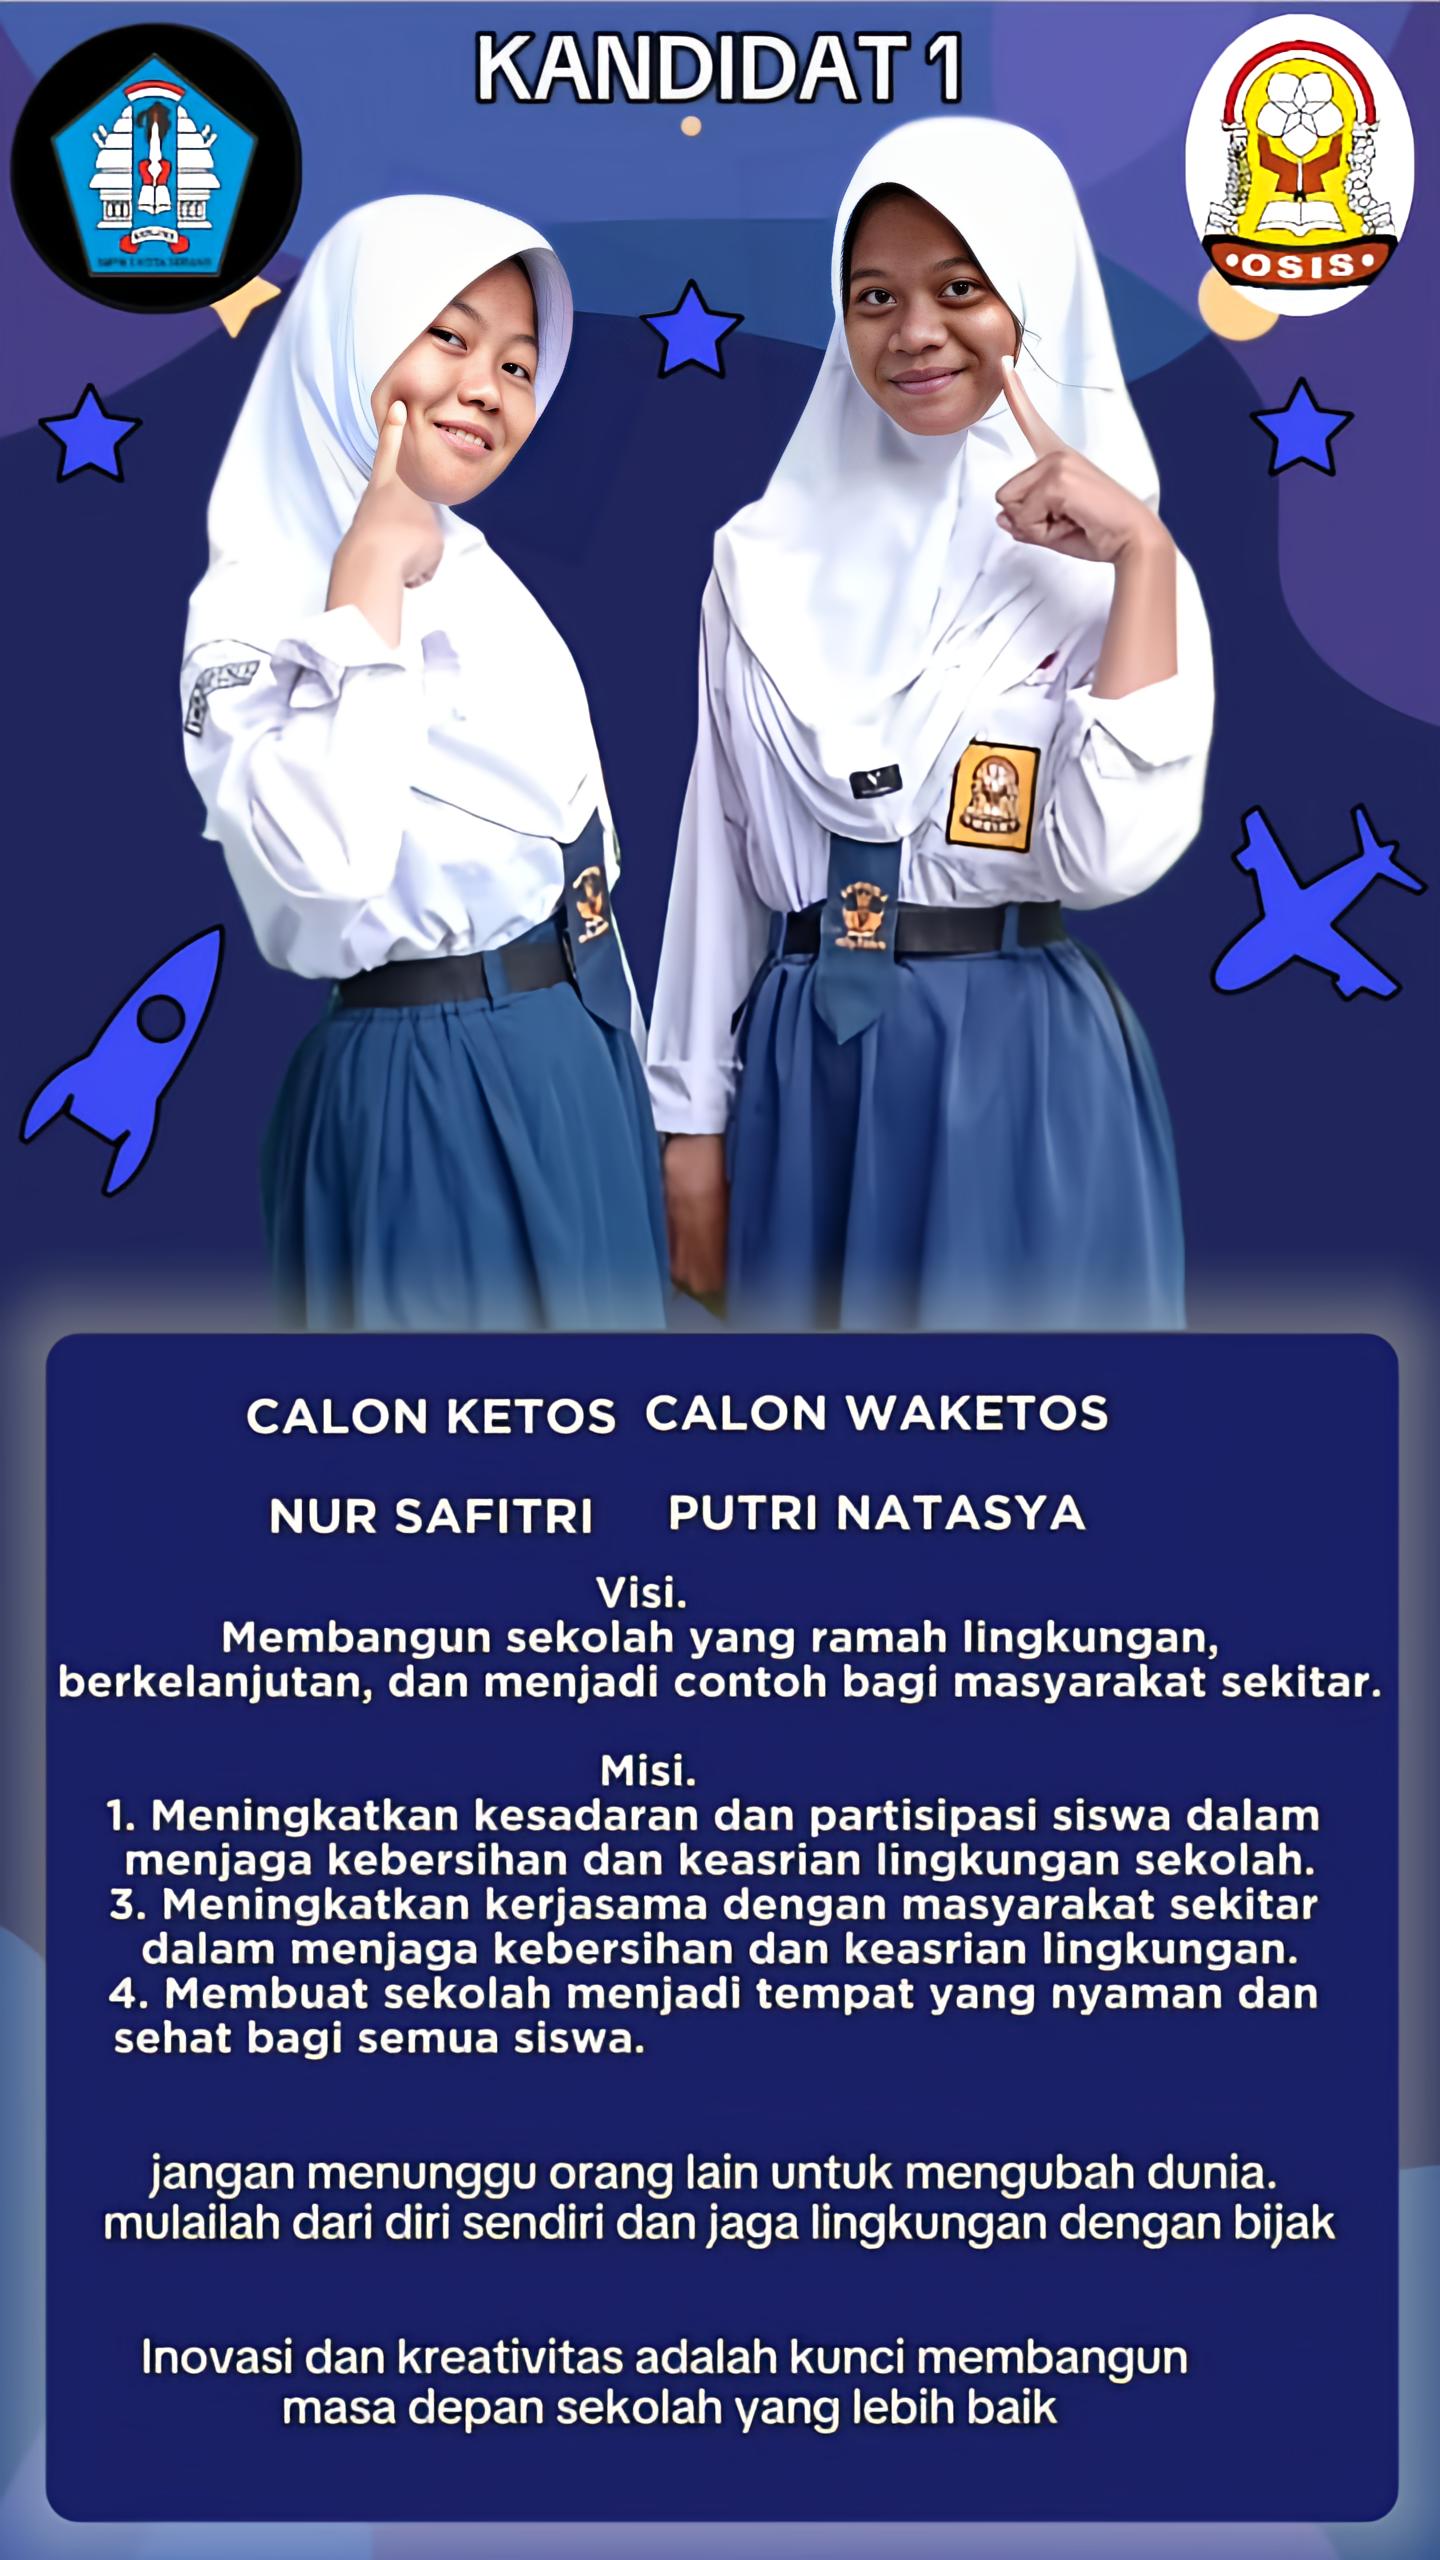 KANDIDAT 1
•OSIS•
CALON KETOS CALON WAKETOS
NUR SAFITRI PUTRI NATASYA
Visi.
Membangun sekolah yang ramah lingkungan,
berkelanjutan, dan menjadi contoh bagi masyarakat sekitar.
Misi.
1. Meningkatkan kesadaran dan partisipasi siswa dalam
menjaga kebersihan dan keasrian lingkungan sekolah.
3. Meningkatkan kerjasama dengan masyarakat sekitar
dalam menjaga kebersihan dan keasrian lingkungan.
4. Membuat sekolah menjadi tempat yang nyaman dan
sehat bagi semua siswa.
jangan menunggu orang lain untuk mengubah dunia.
mulailah dari diri sendiri dan jaga lingkungan dengan bijak
Inovasi dan kreativitas adalah kunci membangun
masa depan sekolah yang lebih baik